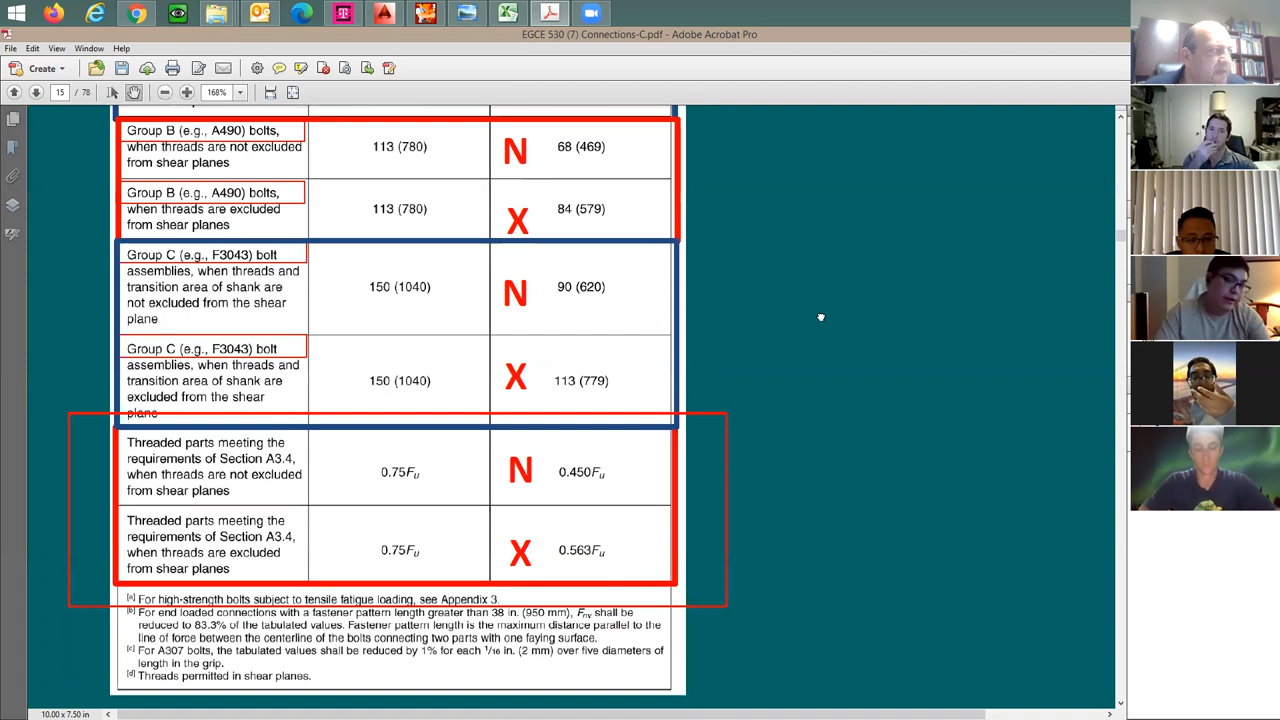 EGCE 530 (7) Connections-C.pdf - Adobe Acrobat Pro
File Edit View Window Help
Create
15 / 78 168%
Group B (e.g., A490) bolts,
when threads are not excluded
from shear planes
113 (780) N 68 (469)
Group B (e.g., A490) bolts,
when threads are excluded
from shear planes
113 (780) X 84 (579)
Group C (e.g., F3043) bolt
assemblies, when threads and
transition area of shank are
not excluded from the shear
plane
150 (1040) N 90 (620)
Group C (e.g., F3043) bolt
assemblies, when threads and
transition area of shank are
excluded from the shear
plane
150 (1040) X 113 (779)
Threaded parts meeting the
requirements of Section A3.4,
when threads are not excluded
from shear planes
0.75Fu N 0.450Fu
Threaded parts meeting the
requirements of Section A3.4,
when threads are excluded
from shear planes
0.75Fu X 0.563Fu
[a] For high-strength bolts subject to tensile fatigue loading, see Appendix 3.
[b] For end loaded connections with a fastener pattern length greater than 38 in. (950 mm), Fnv shall be
reduced to 83.3% of the tabulated values. Fastener pattern length is the maximum distance parallel to the
line of force between the centerline of the bolts connecting two parts with one faying surface.
[c] For A307 bolts, the tabulated values shall be reduced by 1% for each 1/16 in. (2 mm) over five diameters of
length in the grip.
[d] Threads permitted in shear planes.
10.00 x 7.50 in